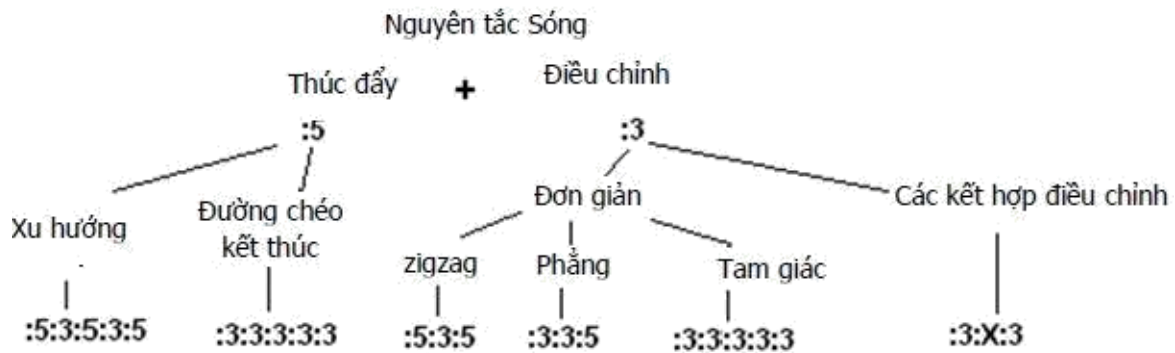 Nguyên tắc Sóng
Thúc đẩy + Điều chỉnh
:5 :3
Xu hướng Đường chéo kết thúc Đơn giản Các kết hợp điều chỉnh
zigzag Phẳng Tam giác
:5:3:5:3:5 :3:3:3:3:3 :5:3:5 :3:3:5 :3:3:3:3:3 :3:X:3